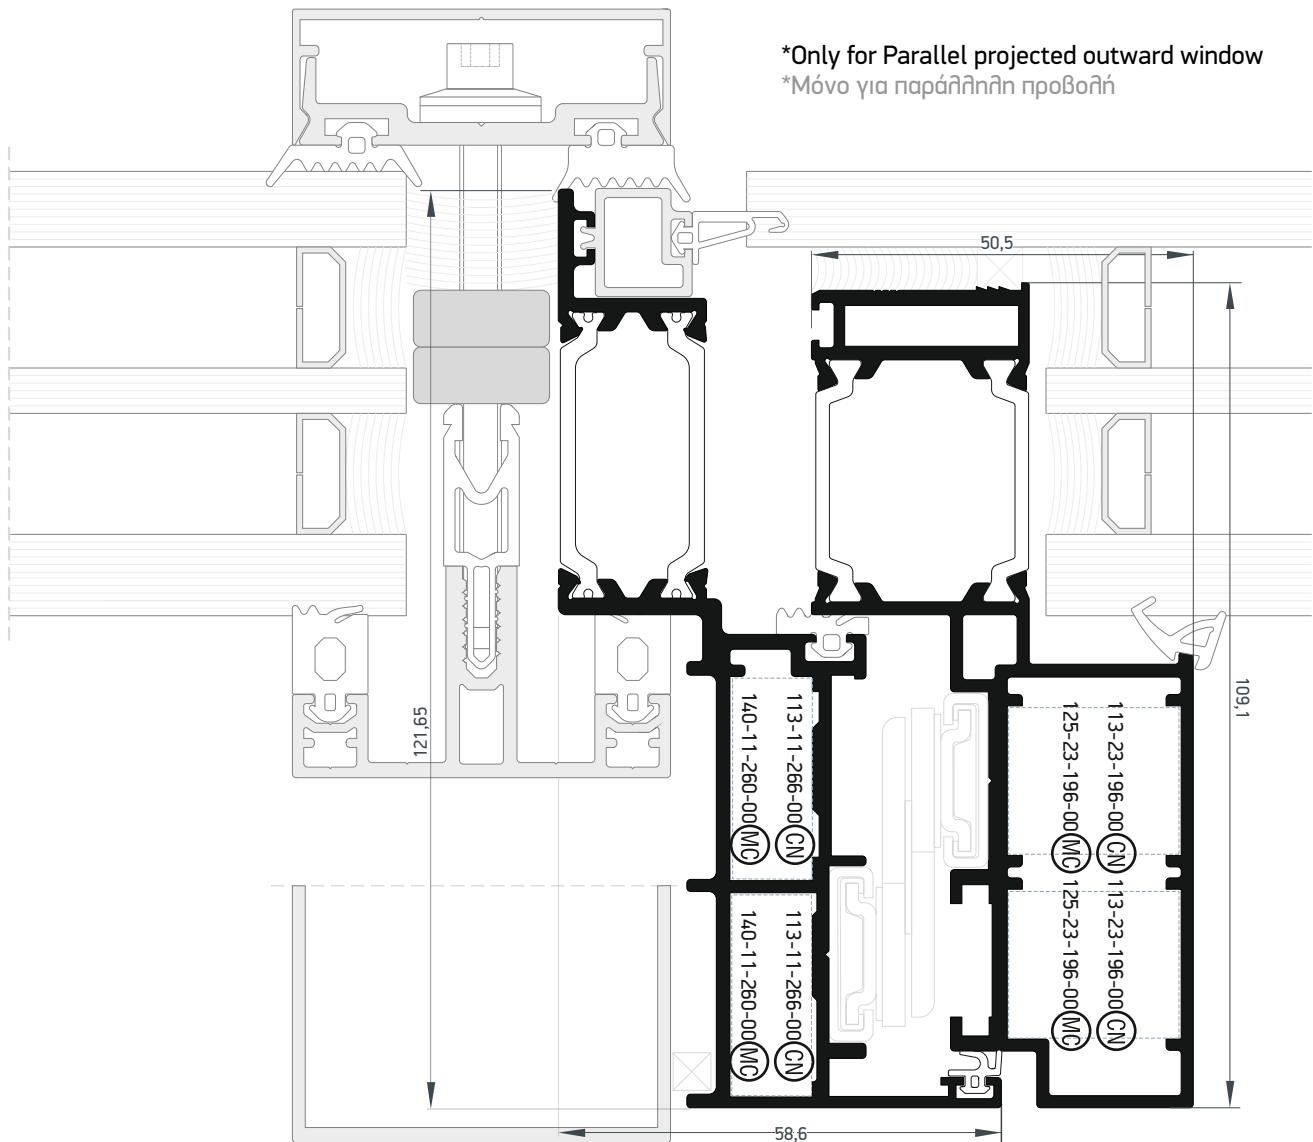 *Only for Parallel projected outward window
*Μόνο για παράλληλη προβολή
50,5
121,65
109,1
113-11-266-00 CN
140-11-260-00 MC
113-23-196-00 CN
125-23-196-00 MC
113-11-266-00 CN
140-11-260-00 MC
113-23-196-00 CN
125-23-196-00 MC
58,6